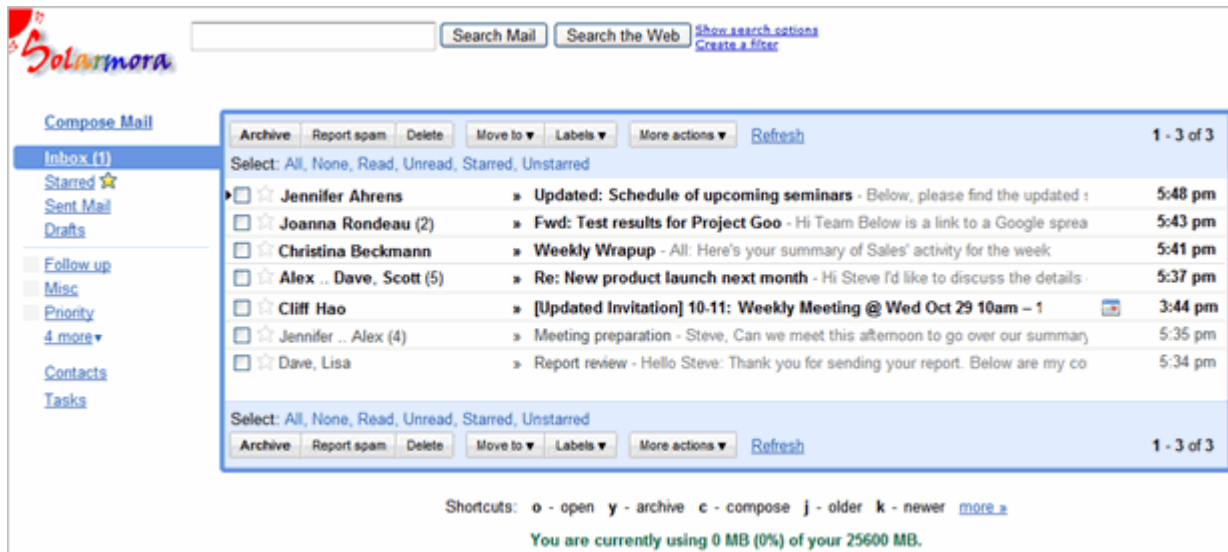 Solarmora
Search Mail Search the Web Show search options
Create a filter
Compose Mail
Inbox (1)
Starred
Sent Mail
Drafts
Follow up
Misc
Priority
4 more▾
Contacts
Tasks
Archive Report spam Delete Move to ▾ Labels ▾ More actions ▾ Refresh 1 - 3 of 3
Select: All, None, Read, Unread, Starred, Unstarred
Jennifer Ahrens » Updated: Schedule of upcoming seminars - Below, please find the updated s 5:48 pm
Joanna Rondeau (2) » Fwd: Test results for Project Goo - Hi Team Below is a link to a Google sprea 5:43 pm
Christina Beckmann » Weekly Wrapup - All: Here's your summary of Sales' activity for the week 5:41 pm
Alex .. Dave, Scott (5) » Re: New product launch next month - Hi Steve I'd like to discuss the details 5:37 pm
Cliff Hao » [Updated Invitation] 10-11: Weekly Meeting @ Wed Oct 29 10am – 1 3:44 pm
Jennifer .. Alex (4) » Meeting preparation - Steve, Can we meet this afternoon to go over our summary 5:35 pm
Dave, Lisa » Report review - Hello Steve: Thank you for sending your report. Below are my co 5:34 pm
Select: All, None, Read, Unread, Starred, Unstarred
Archive Report spam Delete Move to ▾ Labels ▾ More actions ▾ Refresh 1 - 3 of 3
Shortcuts: o - open y - archive c - compose j - older k - newer more »
You are currently using 0 MB (0%) of your 25600 MB.